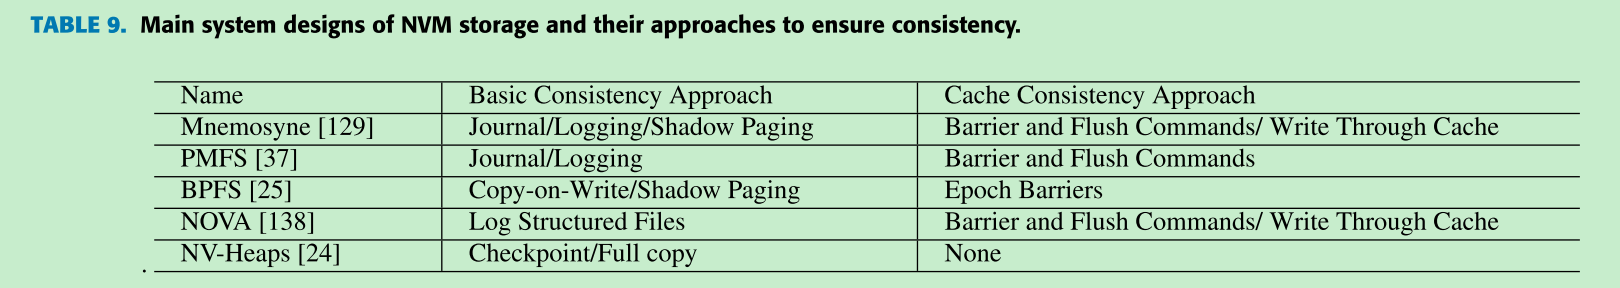 TABLE 9. Main system designs of NVM storage and their approaches to ensure consistency.
Name Basic Consistency Approach Cache Consistency Approach
Mnemosyne [129] Journal/Logging/Shadow Paging Barrier and Flush Commands/ Write Through Cache
PMFS [37] Journal/Logging Barrier and Flush Commands
BPFS [25] Copy-on-Write/Shadow Paging Epoch Barriers
NOVA [138] Log Structured Files Barrier and Flush Commands/ Write Through Cache
NV-Heaps [24] Checkpoint/Full copy None
.